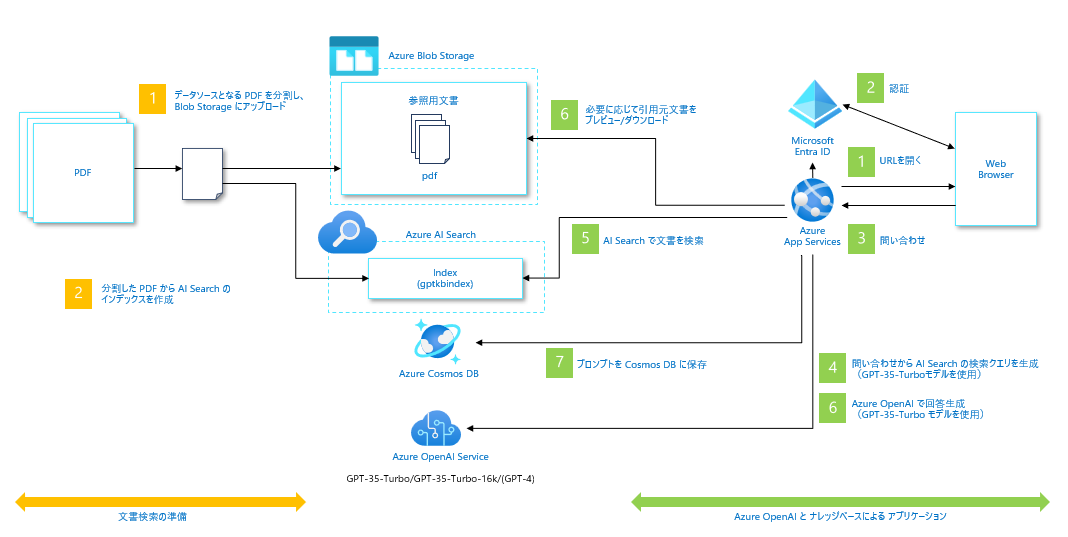 Azure Blob Storage
1
データソースとなる PDF を分割し、
Blob Storage にアップロード
参照用文書
pdf
6
必要に応じて引用元文書を
プレビュー/ダウンロード
2
認証
Microsoft
Entra ID
PDF
1
URLを開く
Web
Browser
Azure
App Services
3
問い合わせ
Azure AI Search
5
AI Search で文書を検索
Index
(gptkbindex)
2
分割した PDF から AI Search の
インデックスを作成
Azure Cosmos DB
7
プロンプトを Cosmos DB に保存
4
問い合わせから AI Search の検索クエリを生成
（GPT-35-Turboモデルを使用）
6
Azure OpenAI で回答生成
（GPT-35-Turbo モデルを使用）
Azure OpenAI Service
GPT-35-Turbo/GPT-35-Turbo-16k/(GPT-4)
文書検索の準備
Azure OpenAI と ナレッジベースによる アプリケーション